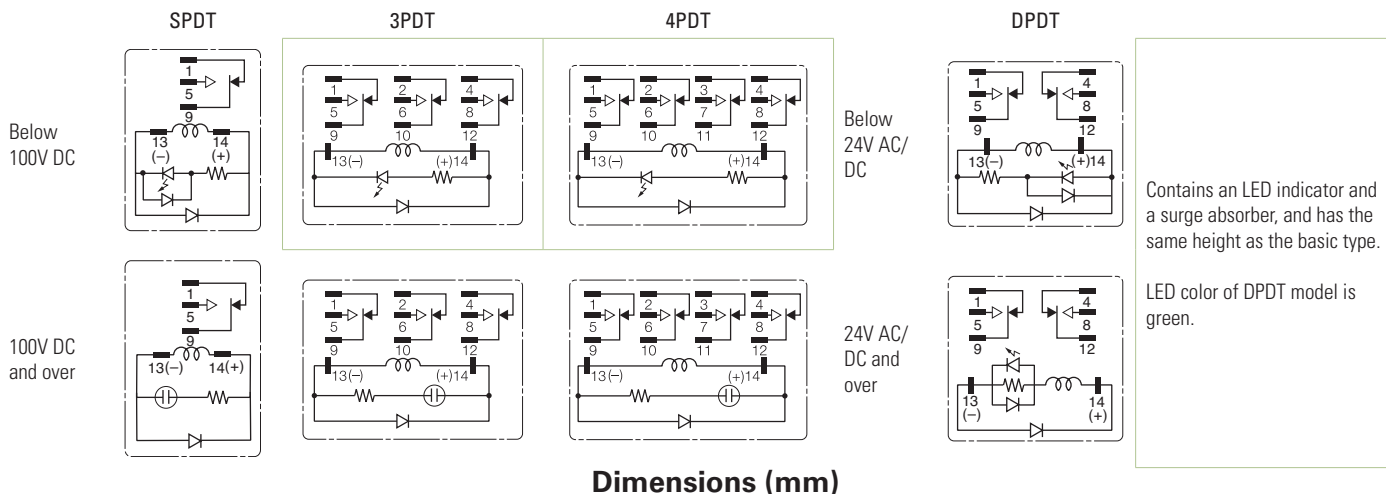 SPDT 3PDT 4PDT DPDT
Below
100V DC
1
5
9
13 14
(–) (+)
1 2 4
5 6 8
9 10 12
13(–) (+)14
1 2 3 4
5 6 7 8
9 10 11 12
13(–) (+)14
Below
24V AC/
DC
1 4
5 8
9 12
13(–) (+)14
Contains an LED indicator and
a surge absorber, and has the
same height as the basic type.
LED color of DPDT model is
green.
100V DC
and over
1
5
9
13(–) 14(+)
1 2 4
5 6 8
9 10 12
13(–) (+)14
1 2 3 4
5 6 7 8
9 10 11 12
13(–) (+)14
24V AC/
DC and
over
1 4
5 8
9 12
13 14
(–) (+)
Dimensions (mm)